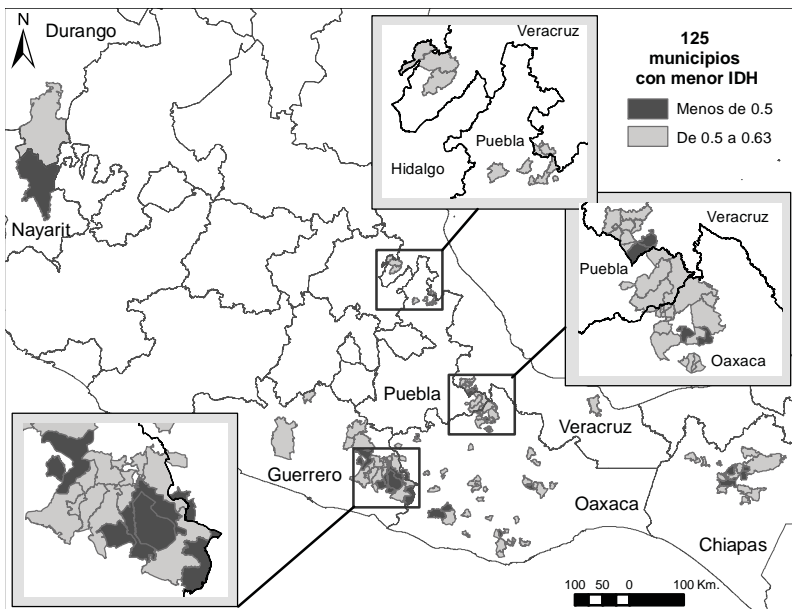 N
Durango
Nayarit
Veracruz
Puebla
Hidalgo
125
municipios
con menor IDH
Menos de 0.5
De 0.5 a 0.63
Veracruz
Puebla
Oaxaca
Puebla
Veracruz
Guerrero
Oaxaca
Chiapas
100 50 0 100 Km.